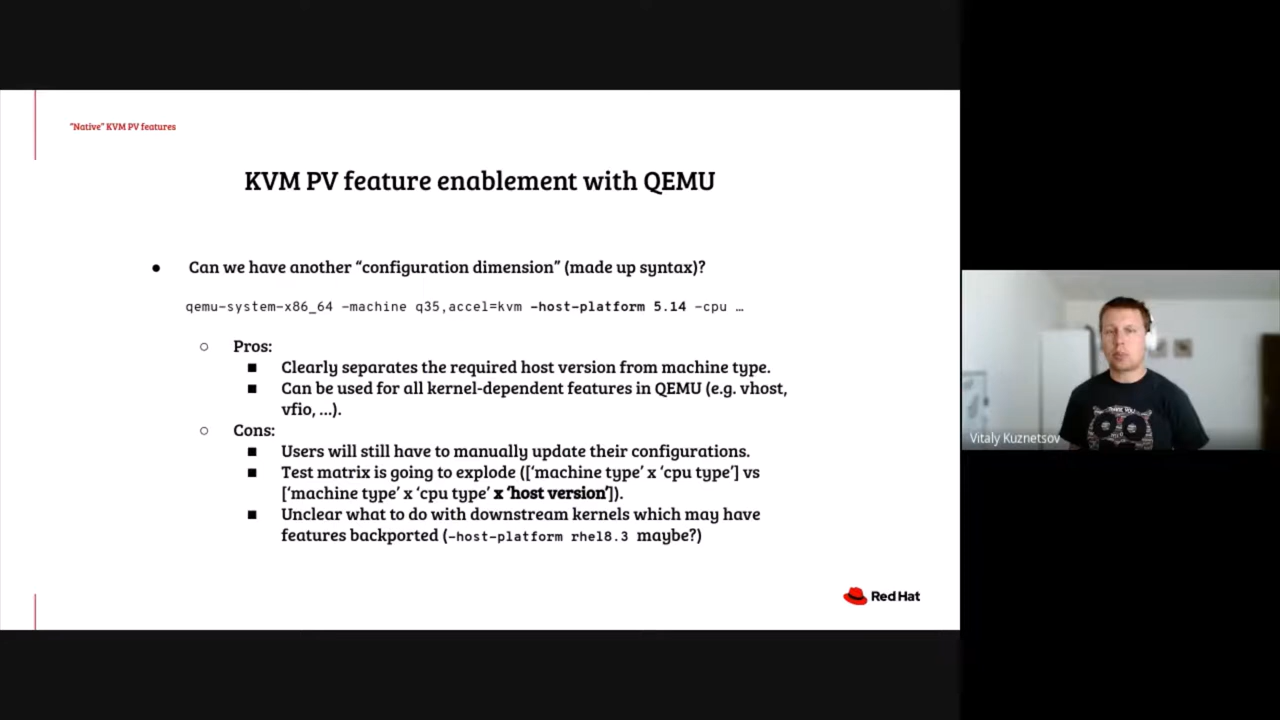 "Native" KVM PV features
KVM PV feature enablement with QEMU
● Can we have another “configuration dimension” (made up syntax)?
qemu-system-x86_64 -machine q35,accel=kvm -host-platform 5.14 -cpu …
○ Pros:
■ Clearly separates the required host version from machine type.
■ Can be used for all kernel-dependent features in QEMU (e.g. vhost,
vfio, ...).
○ Cons:
■ Users will still have to manually update their configurations.
■ Test matrix is going to explode ([‘machine type’ x ‘cpu type’] vs
[‘machine type’ x ‘cpu type’ x ‘host version’]).
■ Unclear what to do with downstream kernels which may have
features backported (-host-platform rhel8.3 maybe?)
Red Hat
Vitaly Kuznetsov